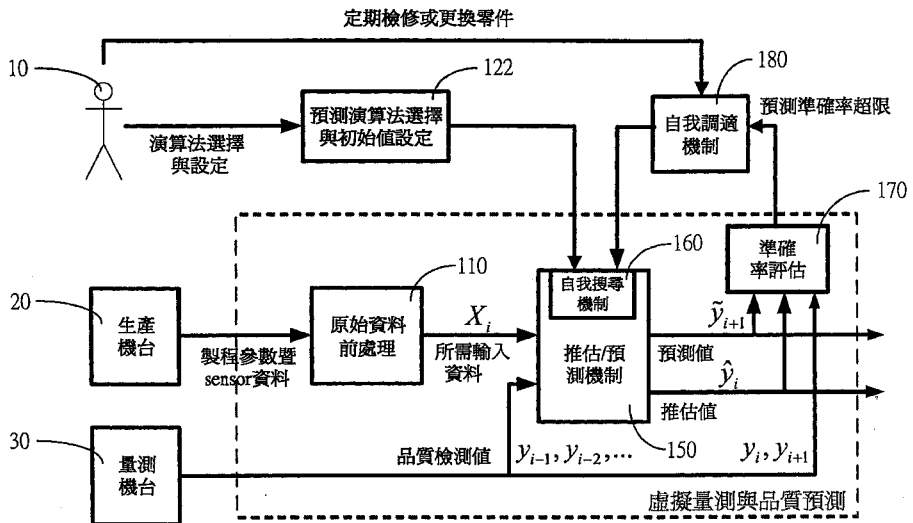 定期檢修或更換零件
10
122
180
預測演算法選擇
與初始值設定
自我調適
機制
預測準確率超限
演算法選擇
與設定
170
準確
率評估
160
自我搜尋
機制
110
20
生產
機台
原始資料
前處理
製程參數暨
sensor資料
X_i
所需輸入
資料
推估/預
測機制
ỹ_{i+1}
預測值
ŷ_i
推估值
30
量測
機台
品質檢測值
y_{i-1}, y_{i-2},...
150
y_i, y_{i+1}
虛擬量測與品質預測